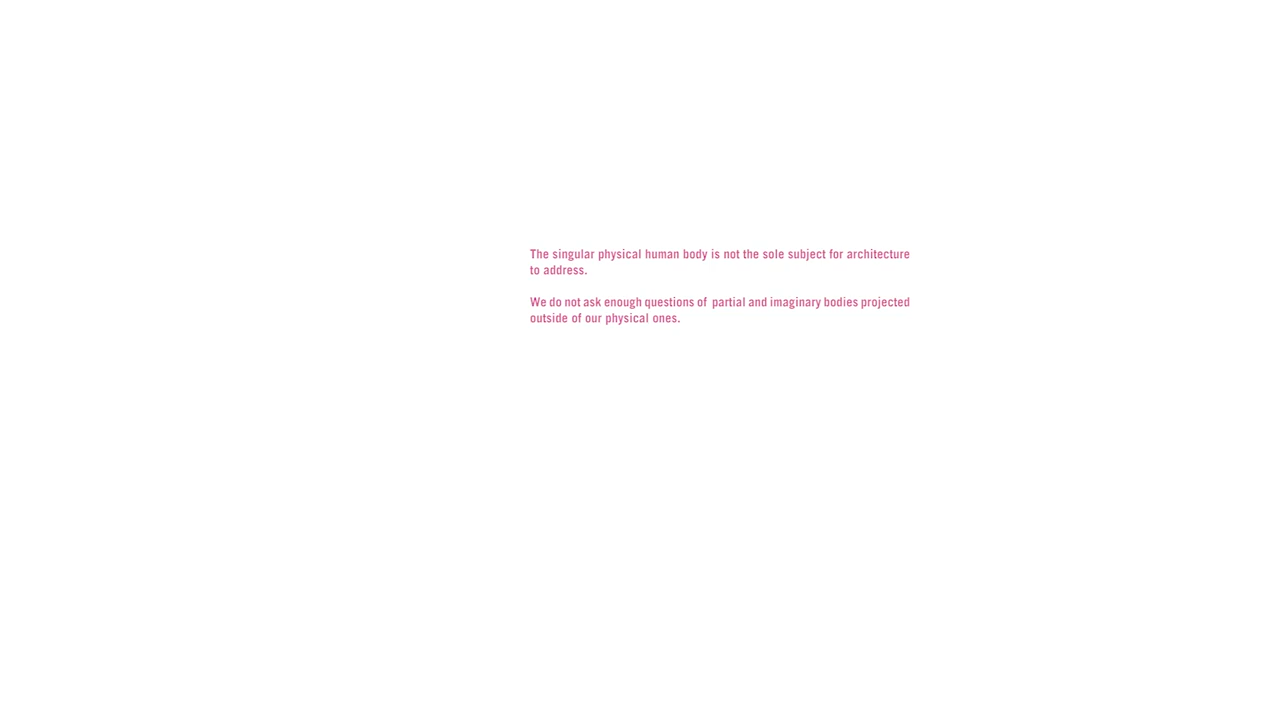 The singular physical human body is not the sole subject for architecture
to address.
We do not ask enough questions of partial and imaginary bodies projected
outside of our physical ones.